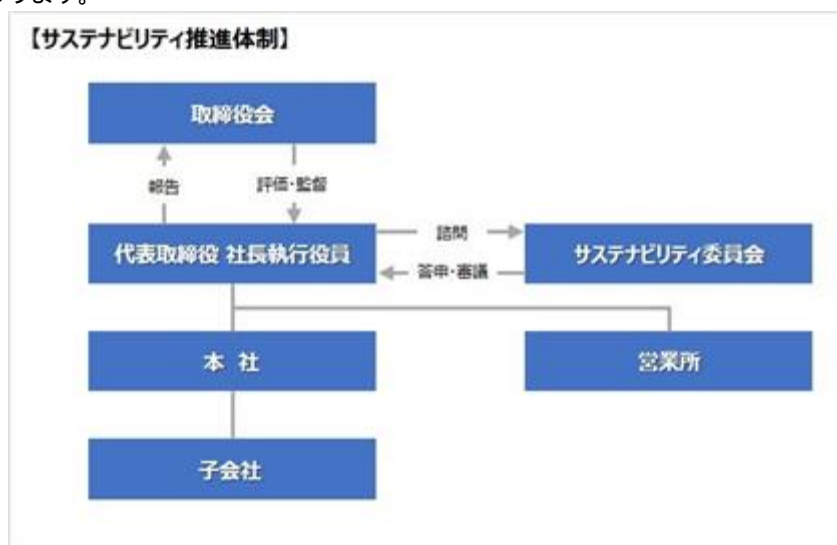 ります。
【サステナビリティ推進体制】
取締役会
報告
評価・監督
代表取締役 社長執行役員
諮問
サステナビリティ委員会
答申・審議
本 社
営業所
子会社